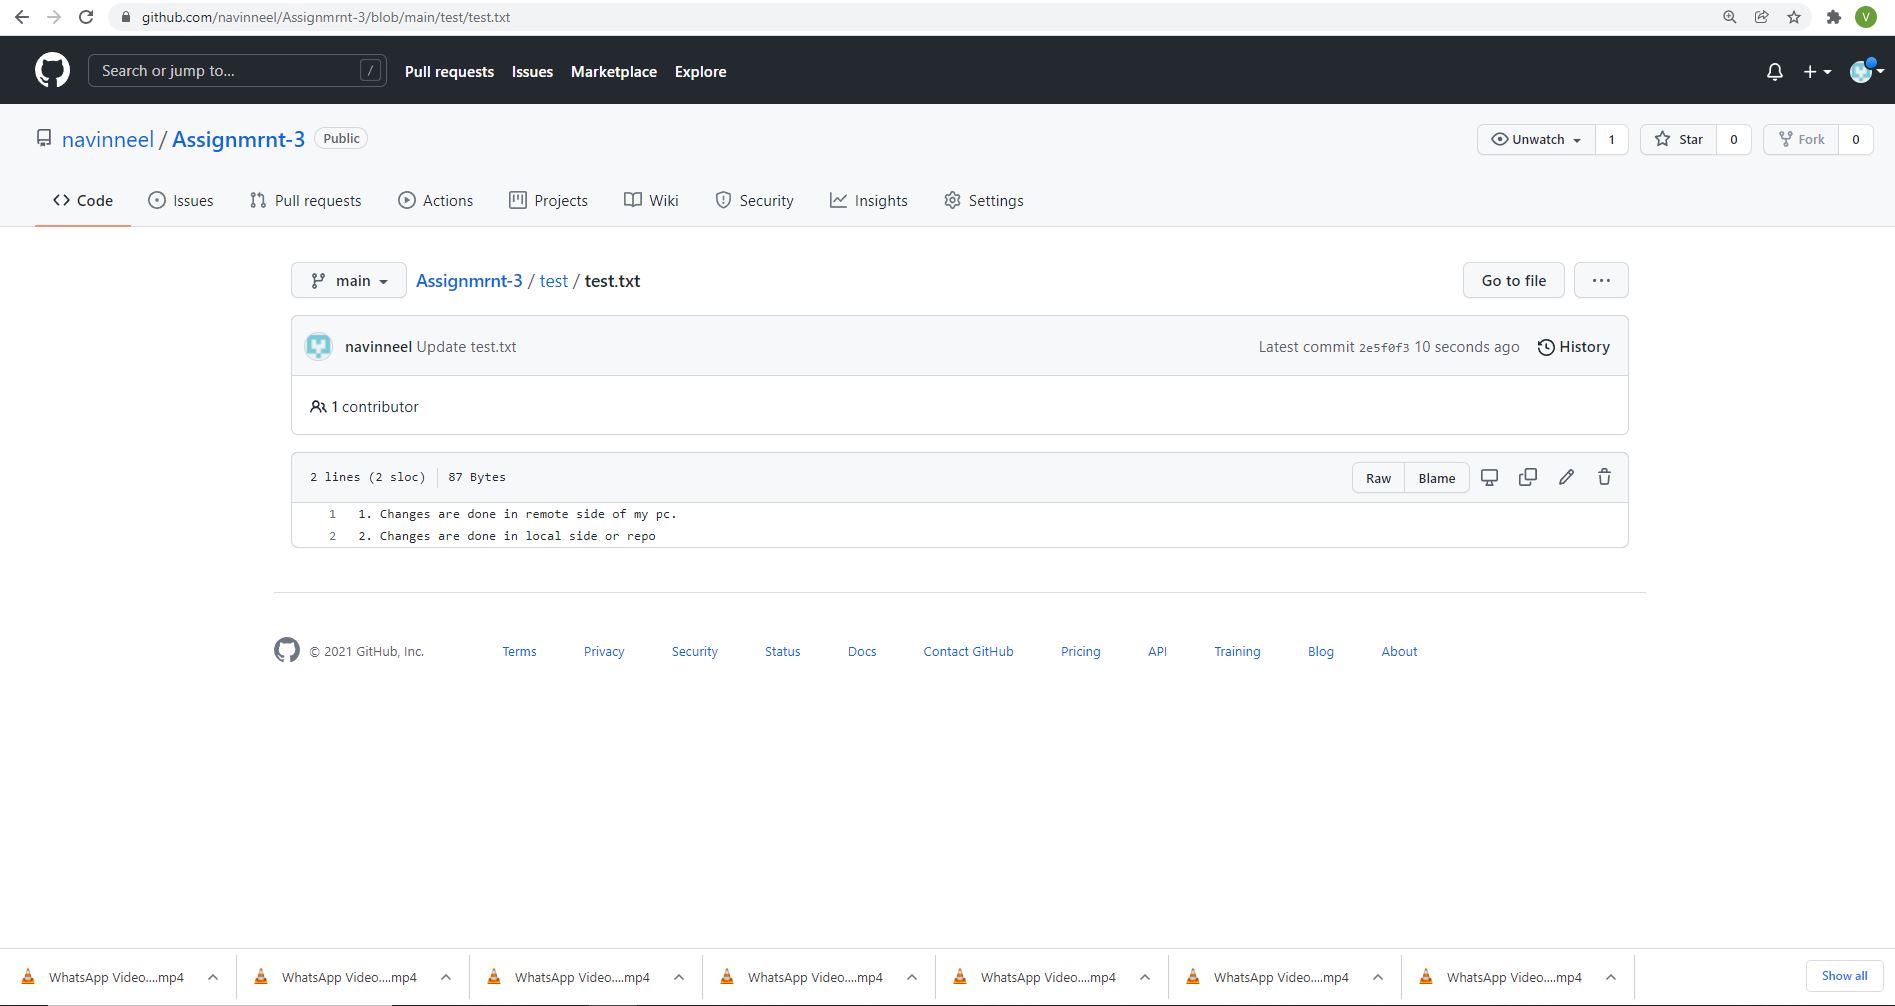 github.com/navinneel/Assignmrnt-3/blob/main/test/test.txt
V
Search or jump to...
/
Pull requests Issues Marketplace Explore
navinneel / Assignmrnt-3 Public
Unwatch 1 Star 0 Fork 0
Code Issues Pull requests Actions Projects Wiki Security Insights Settings
main Assignmrnt-3 / test / test.txt Go to file ...
navinneel Update test.txt Latest commit 2e5f0f3 10 seconds ago History
1 contributor
2 lines (2 sloc) 87 Bytes Raw Blame
1 1. Changes are done in remote side of my pc.
2 2. Changes are done in local side or repo
© 2021 GitHub, Inc. Terms Privacy Security Status Docs Contact GitHub Pricing API Training Blog About
WhatsApp Video....mp4 WhatsApp Video....mp4 WhatsApp Video....mp4 WhatsApp Video....mp4 WhatsApp Video....mp4 WhatsApp Video....mp4 WhatsApp Video....mp4 Show all